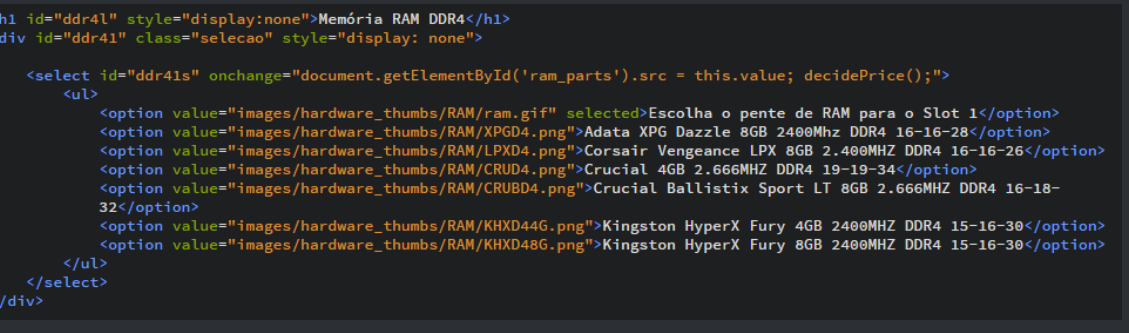 h1 id="ddr4l" style="display:none">Memória RAM DDR4</h1>
div id="ddr41" class="selecao" style="display: none">
<select id="ddr41s" onchange="document.getElementById('ram_parts').src = this.value; decidePrice();">
<ul>
<option value="images/hardware_thumbs/RAM/ram.gif" selected>Escolha o pente de RAM para o Slot 1</option>
<option value="images/hardware_thumbs/RAM/XPGD4.png">Adata XPG Dazzle 8GB 2400Mhz DDR4 16-16-28</option>
<option value="images/hardware_thumbs/RAM/LPXD4.png">Corsair Vengeance LPX 8GB 2.400MHZ DDR4 16-16-26</option>
<option value="images/hardware_thumbs/RAM/CRUD4.png">Crucial 4GB 2.666MHZ DDR4 19-19-34</option>
<option value="images/hardware_thumbs/RAM/CRUBD4.png">Crucial Ballistix Sport LT 8GB 2.666MHZ DDR4 16-18-
32</option>
<option value="images/hardware_thumbs/RAM/KHXD44G.png">Kingston HyperX Fury 4GB 2400MHZ DDR4 15-16-30</option>
<option value="images/hardware_thumbs/RAM/KHXD48G.png">Kingston HyperX Fury 8GB 2400MHZ DDR4 15-16-30</option>
</ul>
</select>
/div>